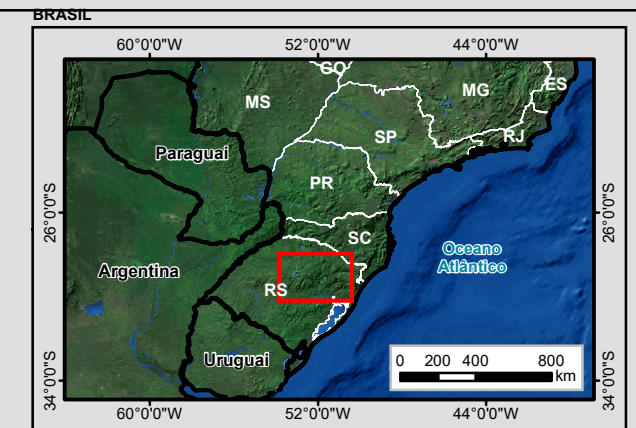 BRASIL
60°0'0"W 52°0'0"W 44°0'0"W
GO
MS
MG
ES
SP
RJ
Paraguai
PR
26°0'0"S
26°0'0"S
SC
Oceano
Atlântico
Argentina
RS
Uruguai
0 200 400 800
km
34°0'0"S
34°0'0"S
60°0'0"W 52°0'0"W 44°0'0"W